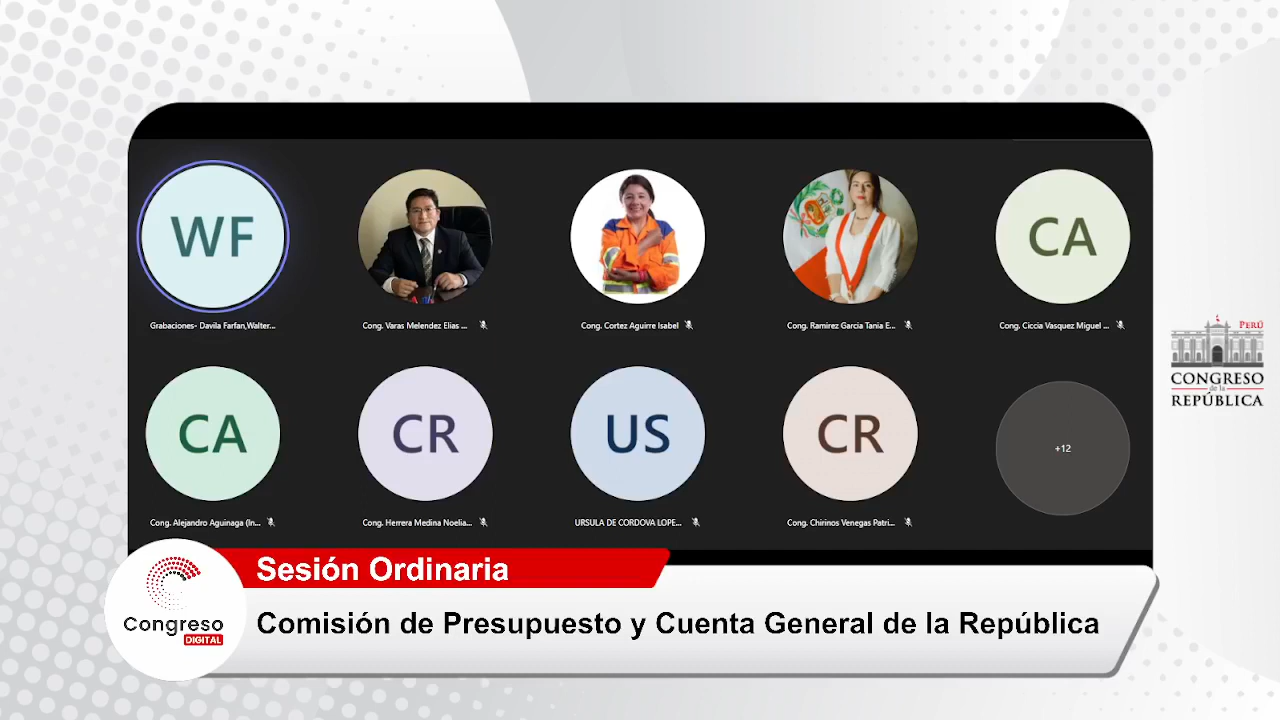 WF
CA
Grabaciones- Davila Farfan,Walter...
Cong. Varas Melendez Elias ...
Cong. Cortez Aguirre Isabel
Cong. Ramirez Garcia Tania E...
Cong. Ciccia Vasquez Miguel ...
CA
CR
US
CR
+12
Cong. Alejandro Aguinaga (In...
Cong. Herrera Medina Noelia...
URSULA DE CORDOVA LOPE...
Cong. Chirinos Venegas Patri...
PERÚ
CONGRESO
de la
REPÚBLICA
Sesión Ordinaria
Congreso
DIGITAL
Comisión de Presupuesto y Cuenta General de la República